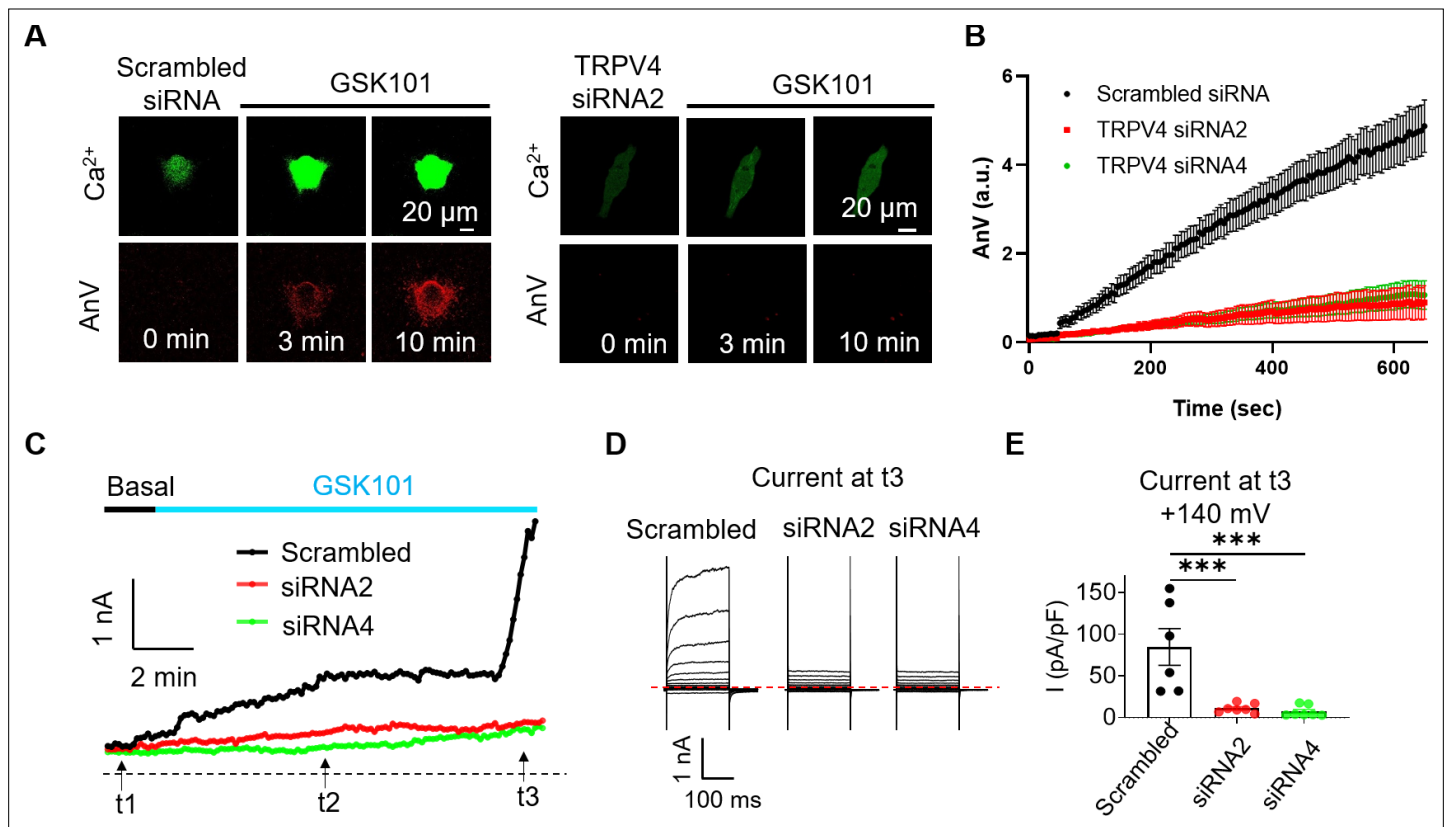 A
Scrambled
siRNA
GSK101
TRPV4
siRNA2
GSK101
Ca²⁺
20 µm
Ca²⁺
20 µm
AnV
0 min
3 min
10 min
AnV
0 min
3 min
10 min
B
Scrambled siRNA
TRPV4 siRNA2
TRPV4 siRNA4
AnV (a.u.)
6
4
2
0
0
200
400
600
Time (sec)
C
Basal
GSK101
Scrambled
siRNA2
siRNA4
1 nA
2 min
t1
t2
t3
D
Current at t3
Scrambled
siRNA2
siRNA4
1 nA
100 ms
E
Current at t3
+140 mV
***
***
I (pA/pF)
150
100
50
0
Scrambled
siRNA2
siRNA4